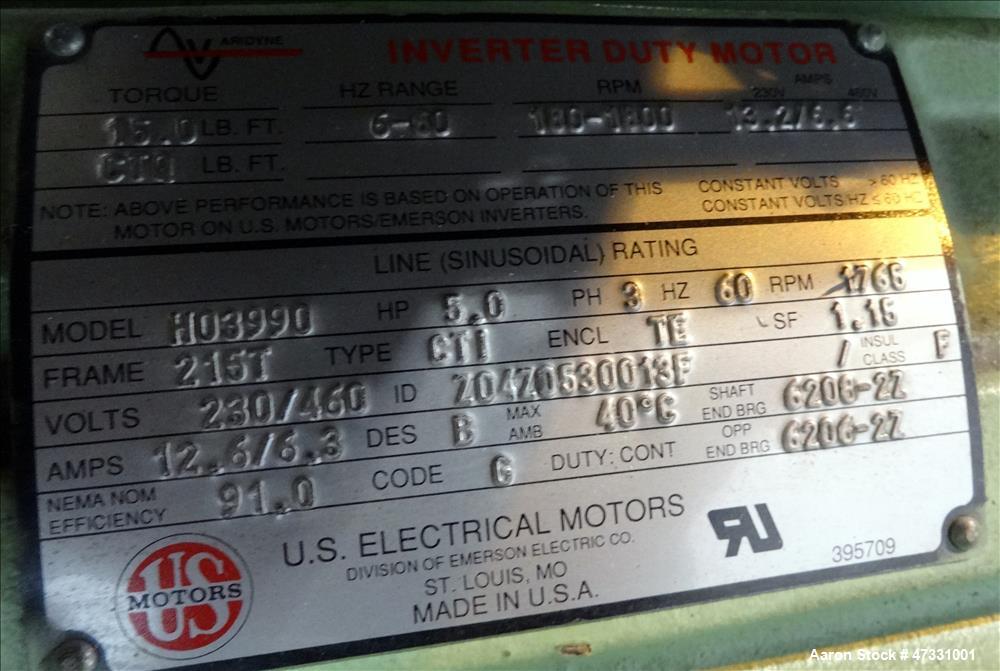 VARIDYNE INVERTER DUTY MOTOR
TORQUE HZ RANGE RPM AMPS 230V 460V
15.0 LB. FT. 6-60 180-1800 13.2/6.6
LB. FT.
NOTE: ABOVE PERFORMANCE IS BASED ON OPERATION OF THIS CONSTANT VOLTS > 60 HZ
MOTOR ON U.S. MOTORS/EMERSON INVERTERS. CONSTANT VOLTS/HZ ≤ 60 HZ
LINE (SINUSOIDAL) RATING
MODEL H03990 HP 5.0 PH 3 HZ 60 RPM
FRAME 215T TYPE CTI ENCL TE SF 1.15
VOLTS 230/460 ID Z04Z0530013F / INSUL CLASS F
AMPS 12.6/6.3 DES B MAX AMB 40°C SHAFT END BRG 6208-2Z
NEMA NOM EFFICIENCY 91.0 CODE G DUTY: CONT OPP END BRG 6206-2Z
US MOTORS
U.S. ELECTRICAL MOTORS
DIVISION OF EMERSON ELECTRIC CO.
ST. LOUIS, MO
MADE IN U.S.A.
395709
Aaron Stock # 47331001